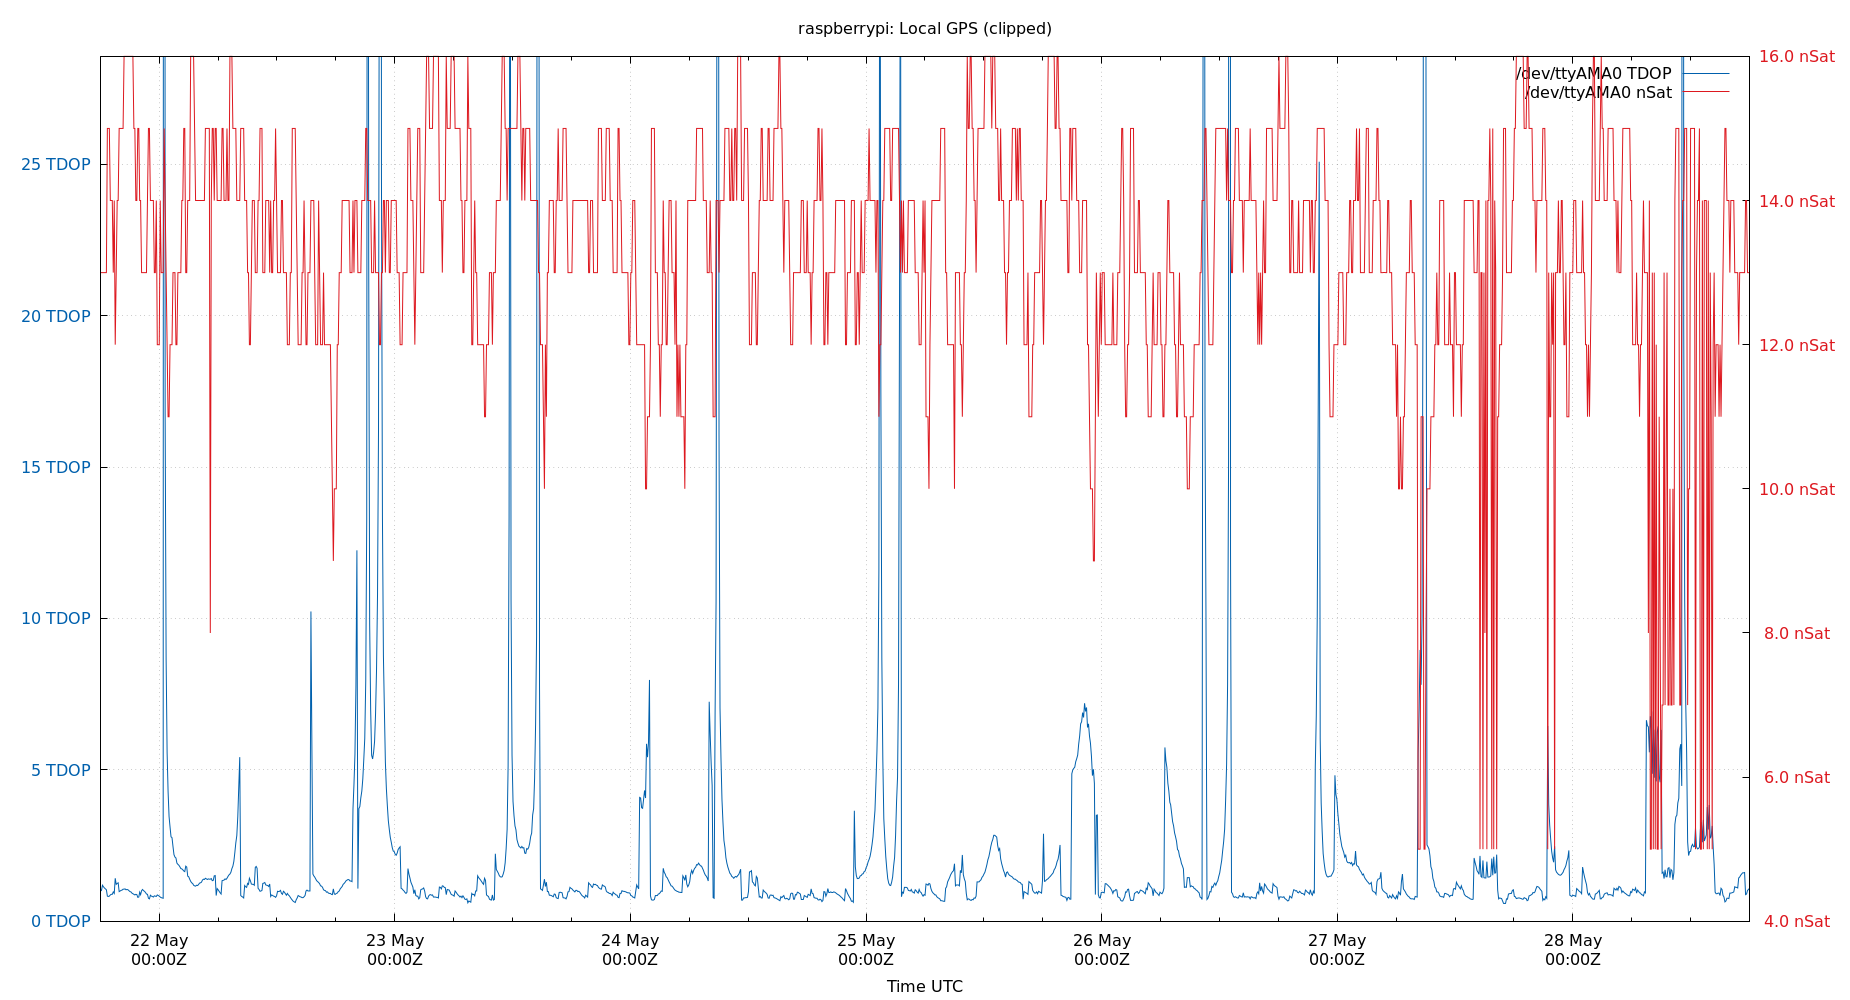 raspberrypi: Local GPS (clipped)
16.0 nSat
/dev/ttyAMA0 TDOP
/dev/ttyAMA0 nSat
25 TDOP
14.0 nSat
20 TDOP
12.0 nSat
15 TDOP
10.0 nSat
10 TDOP
8.0 nSat
5 TDOP
6.0 nSat
0 TDOP
4.0 nSat
22 May 23 May 24 May 25 May 26 May 27 May 28 May
00:00Z 00:00Z 00:00Z 00:00Z 00:00Z 00:00Z 00:00Z
Time UTC